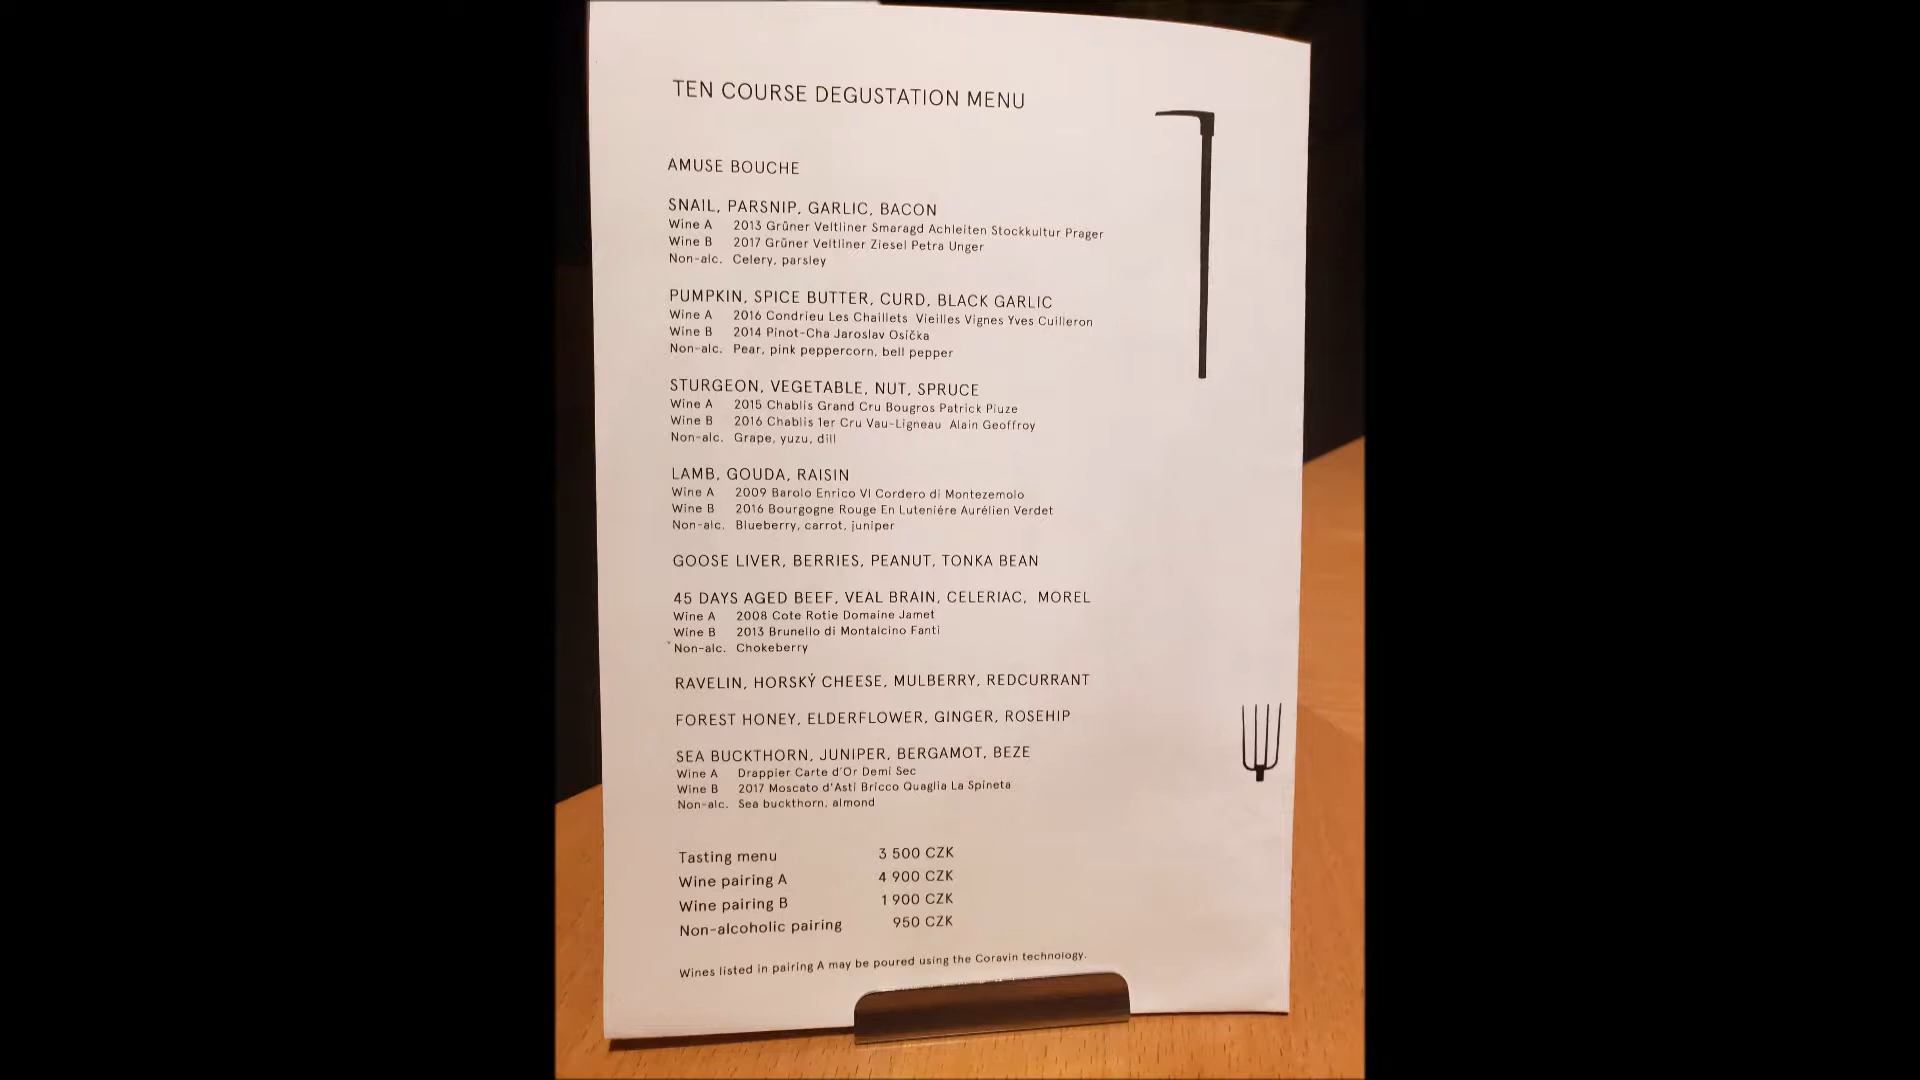 TEN COURSE DEGUSTATION MENU
AMUSE BOUCHE
SNAIL, PARSNIP, GARLIC, BACON
Wine A 2013 Grüner Veltliner Smaragd Achleiten Stockkultur Prager
Wine B 2017 Grüner Veltliner Ziesel Petra Unger
Non-alc. Celery, parsley
PUMPKIN, SPICE BUTTER, CURD, BLACK GARLIC
Wine A 2016 Condrieu Les Chaillets Vieilles Vignes Yves Cuilleron
Wine B 2014 Pinot-Cha Jaroslav Osička
Non-alc. Pear, pink peppercorn, bell pepper
STURGEON, VEGETABLE, NUT, SPRUCE
Wine A 2015 Chablis Grand Cru Bougros Patrick Piuze
Wine B 2016 Chablis 1er Cru Vau-Ligneau Alain Geoffroy
Non-alc. Grape, yuzu, dill
LAMB, GOUDA, RAISIN
Wine A 2009 Barolo Enrico VI Cordero di Montezemolo
Wine B 2016 Bourgogne Rouge En Lutenière Aurélien Verdet
Non-alc. Blueberry, carrot, juniper
GOOSE LIVER, BERRIES, PEANUT, TONKA BEAN
45 DAYS AGED BEEF, VEAL BRAIN, CELERIAC, MOREL
Wine A 2008 Cote Rotie Domaine Jamet
Wine B 2013 Brunello di Montalcino Fanti
Non-alc. Chokeberry
RAVELIN, HORSKÝ CHEESE, MULBERRY, REDCURRANT
FOREST HONEY, ELDERFLOWER, GINGER, ROSEHIP
SEA BUCKTHORN, JUNIPER, BERGAMOT, BEZE
Wine A Drappier Carte d'Or Demi Sec
Wine B 2017 Moscato d'Asti Bricco Quaglia La Spineta
Non-alc. Sea buckthorn, almond
Tasting menu 3 500 CZK
Wine pairing A 4 900 CZK
Wine pairing B 1 900 CZK
Non-alcoholic pairing 950 CZK
Wines listed in pairing A may be poured using the Coravin technology.